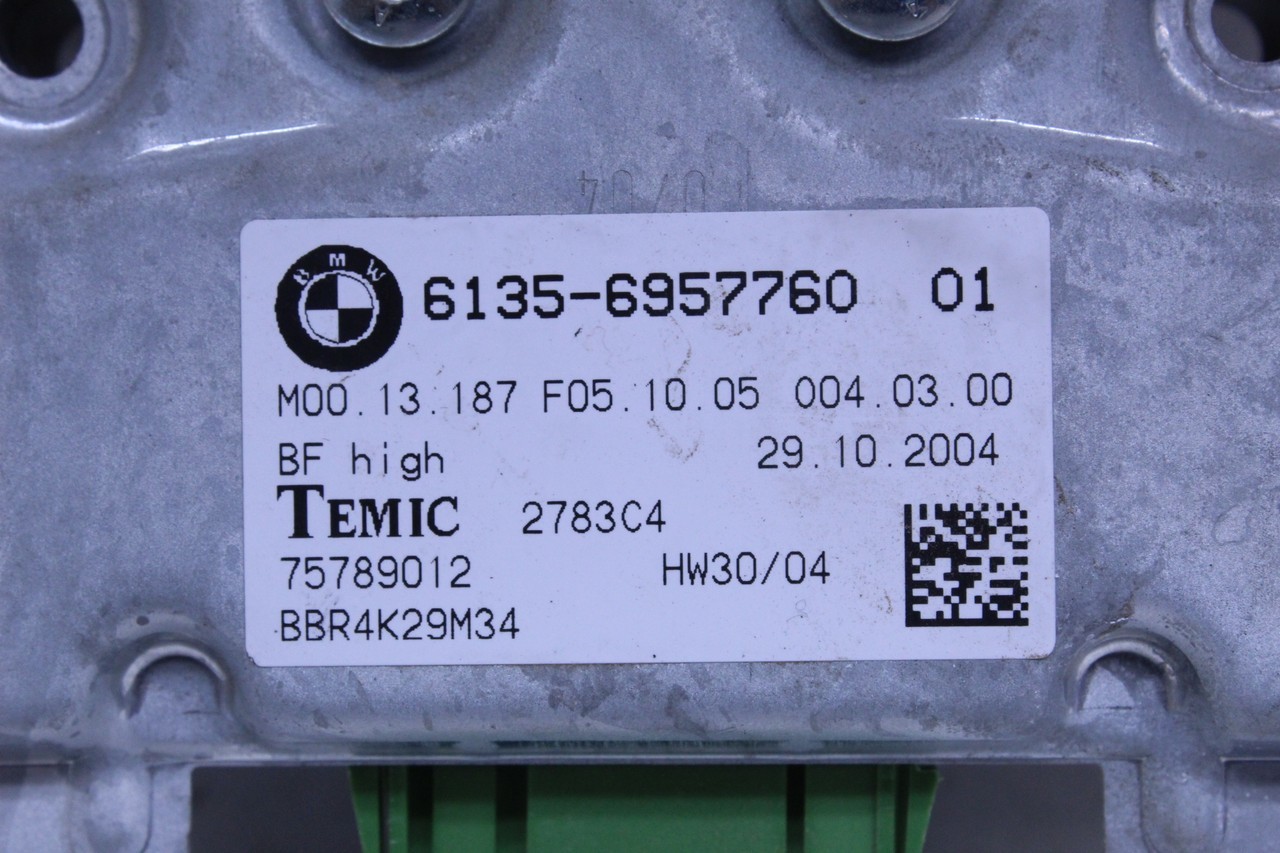 BMW
6135-6957760 01
M00.13.187 F05.10.05 004.03.00
BF high 29.10.2004
TEMIC 2783C4
75789012 HW30/04
BBR4K29M34